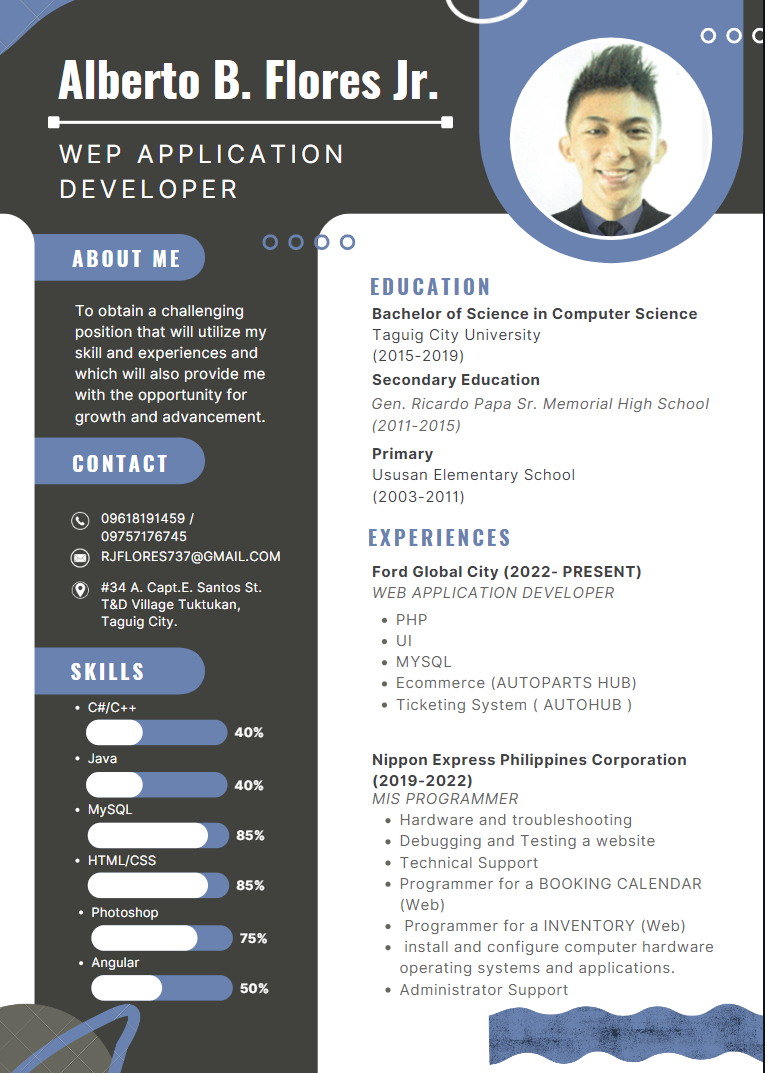 Alberto B. Flores Jr.
WEP APPLICATION
DEVELOPER
ABOUT ME
To obtain a challenging
position that will utilize my
skill and experiences and
which will also provide me
with the opportunity for
growth and advancement.
CONTACT
09618191459 /
09757176745
RJFLORES737@GMAIL.COM
#34 A. Capt.E. Santos St.
T&D Village Tuktukan,
Taguig City.
SKILLS
• C#/C++
40%
• Java
40%
• MySQL
85%
• HTML/CSS
85%
• Photoshop
75%
• Angular
50%
EDUCATION
Bachelor of Science in Computer Science
Taguig City University
(2015-2019)
Secondary Education
Gen. Ricardo Papa Sr. Memorial High School
(2011-2015)
Primary
Ususan Elementary School
(2003-2011)
EXPERIENCES
Ford Global City (2022- PRESENT)
WEB APPLICATION DEVELOPER
• PHP
• UI
• MYSQL
• Ecommerce (AUTOPARTS HUB)
• Ticketing System ( AUTOHUB )
Nippon Express Philippines Corporation
(2019-2022)
MIS PROGRAMMER
• Hardware and troubleshooting
• Debugging and Testing a website
• Technical Support
• Programmer for a BOOKING CALENDAR
(Web)
• Programmer for a INVENTORY (Web)
• install and configure computer hardware
operating systems and applications.
• Administrator Support